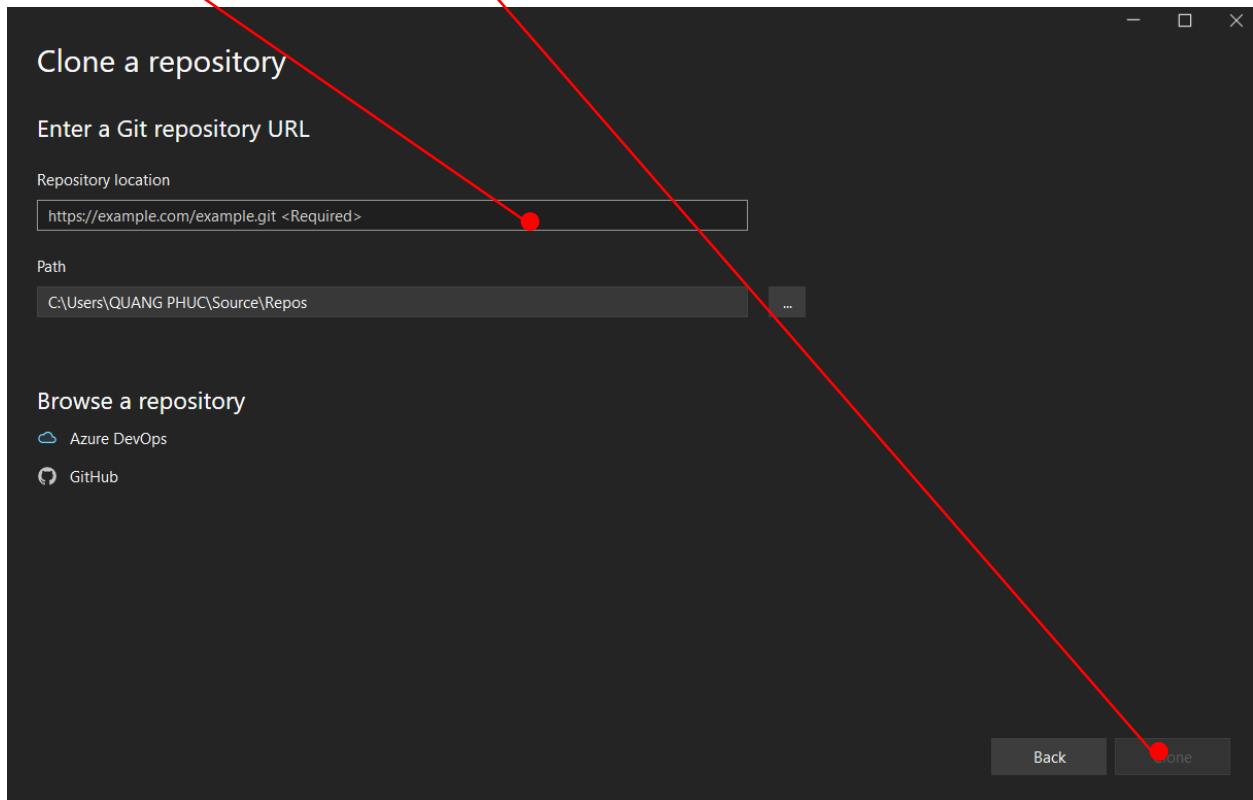 Clone a repository
Enter a Git repository URL
Repository location
https://example.com/example.git <Required>
Path
C:\Users\QUANG PHUC\Source\Repos
...
Browse a repository
Azure DevOps
GitHub
Back
Clone